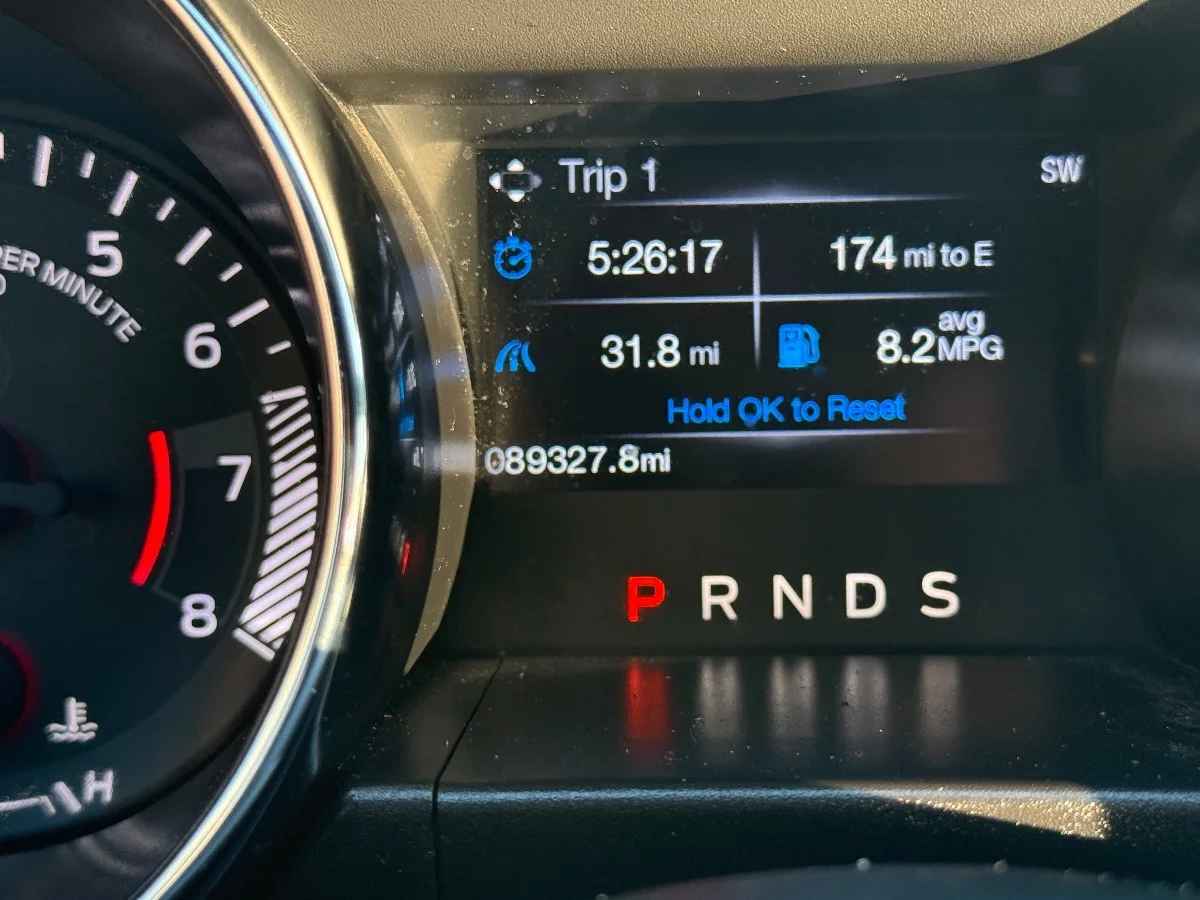 Trip 1
SW
5:26:17
174 mi to E
31.8 mi
8.2 avg MPG
Hold OK to Reset
089327.8mi
P R N D S
5
6
7
8
PER MINUTE
H